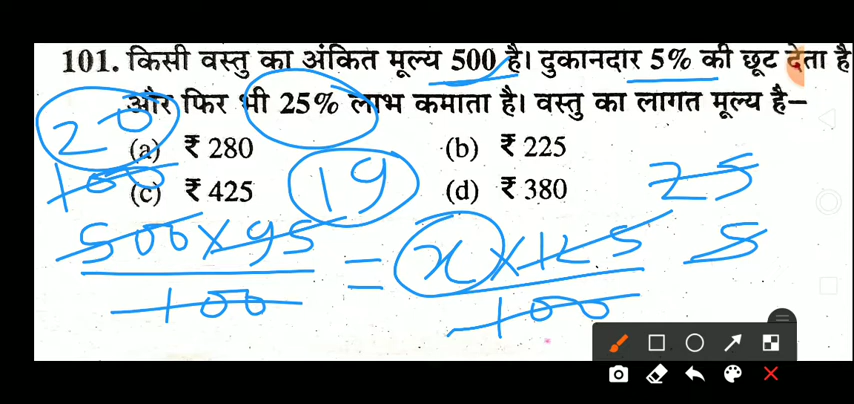 101. किसी वस्तु का अंकित मूल्य 500 है। दुकानदार 5% की छूट देता है
और फिर भी 25% लाभ कमाता है। वस्तु का लागत मूल्य है–
20
(a) ₹ 280 (b) ₹ 225
100 19 25
(c) ₹ 425 (d) ₹ 380
500 × 95 = x × 125 5
100 100